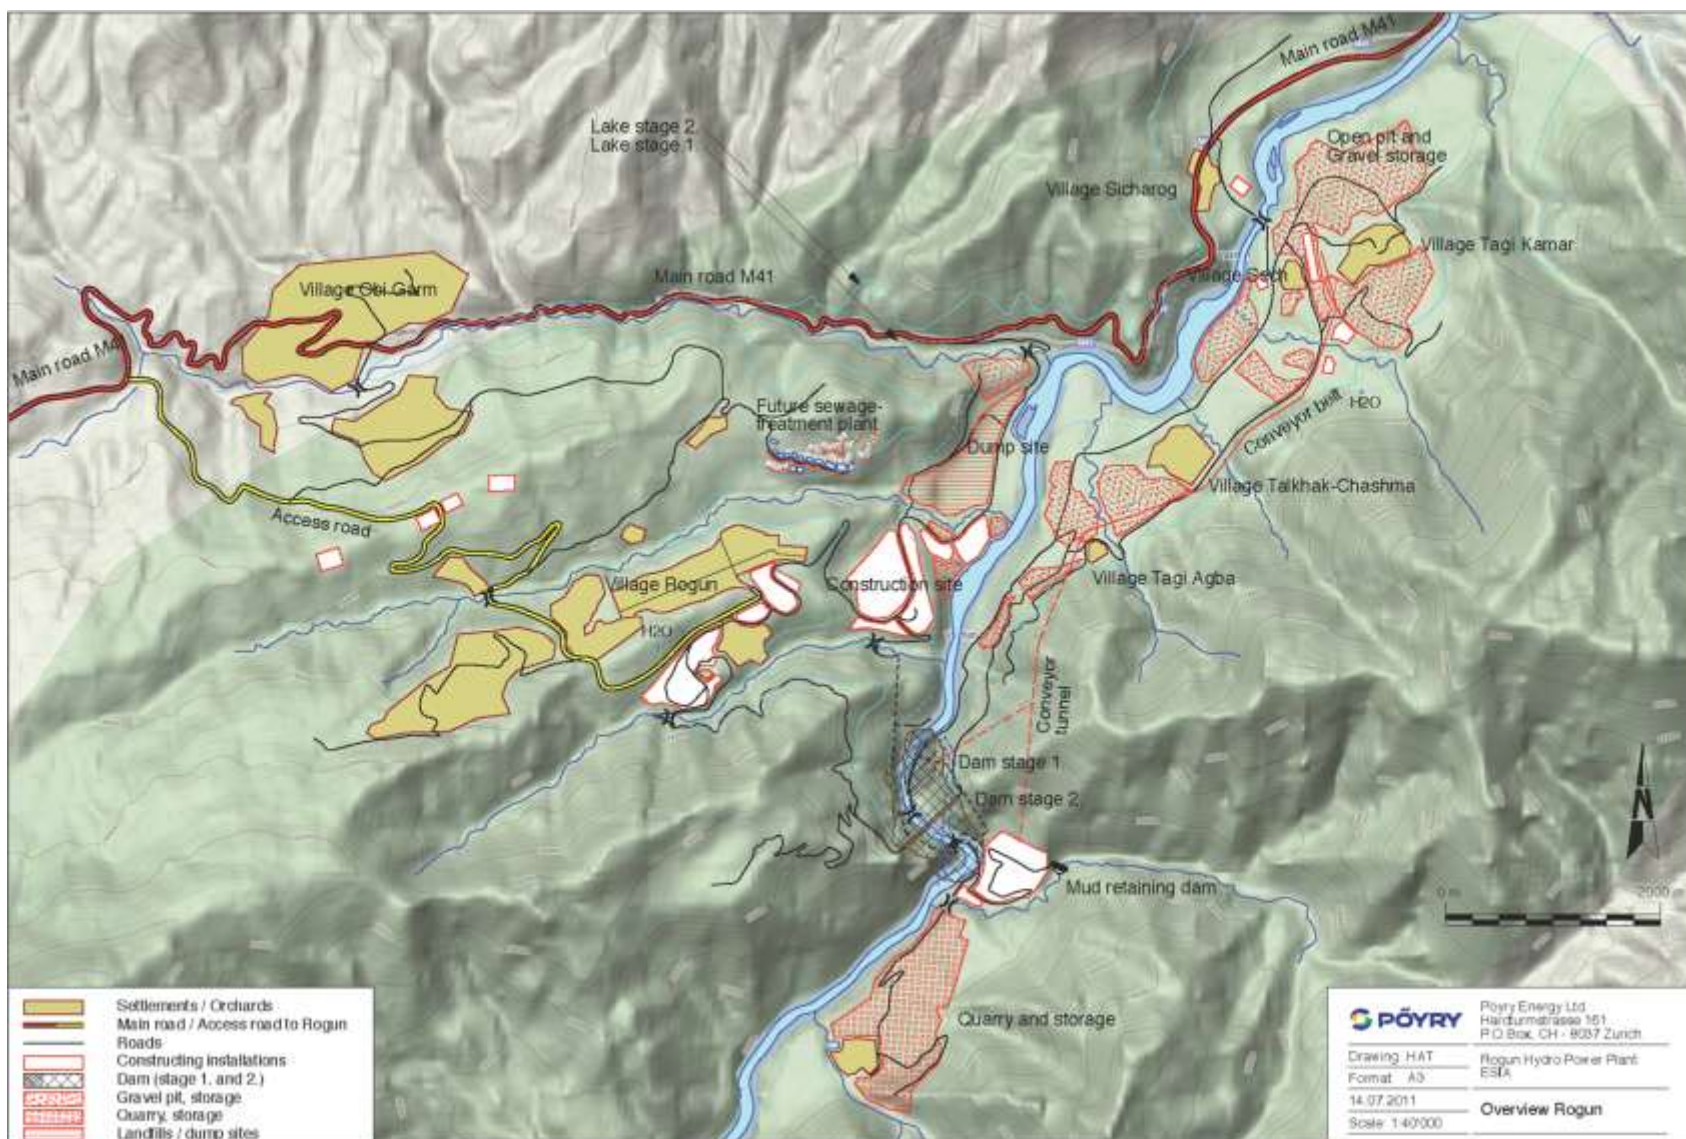 Main road M41
Lake stage 2
Lake stage 1
Open pit and
Gravel storage
Village Sicharog
Village Tagi Kamar
Main road M41
Village Sech
Village Obi Garm
Main road M41
Future sewage-
treatment plant
H2O
Conveyor belt
Dump site
Village Talkhak-Chashma
Access road
Village Rogun
Construction site
Village Tagi Agba
H2O
Conveyor
tunnel
Dam stage 1
Dam stage 2
N
Mud retaining dam
0 m
2000 m
Quarry and storage
Settlements / Orchards
Main road / Access road to Rogun
Roads
Constructing installations
Dam (stage 1. and 2.)
Gravel pit, storage
Quarry, storage
Landfills / dump sites
PÖYRY
Pöyry Energy Ltd.
Hardturmstrasse 161
P.O.Box, CH - 8037 Zurich
Drawing HAT
Format A3
14.07.2011
Scale 1:40'000
Rogun Hydro Power Plant
ESIA
Overview Rogun